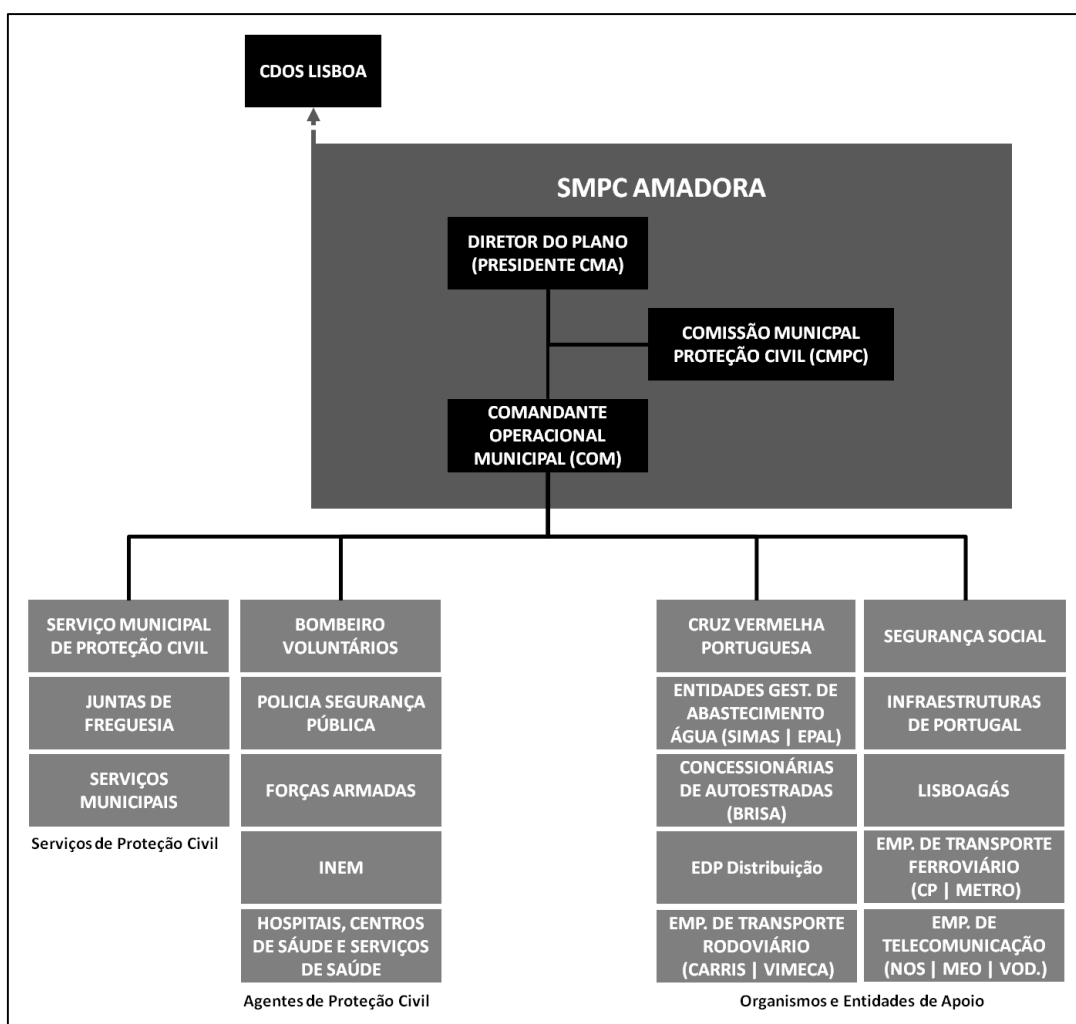 CDOS LISBOA
SMPC AMADORA
DIRETOR DO PLANO
(PRESIDENTE CMA)
COMISSÃO MUNICPAL
PROTEÇÃO CIVIL (CMPC)
COMANDANTE
OPERACIONAL
MUNICIPAL (COM)
SERVIÇO MUNICIPAL
DE PROTEÇÃO CIVIL
JUNTAS DE
FREGUESIA
SERVIÇOS
MUNICIPAIS
Serviços de Proteção Civil
BOMBEIRO
VOLUNTÁRIOS
POLICIA SEGURANÇA
PÚBLICA
FORÇAS ARMADAS
INEM
HOSPITAIS, CENTROS
DE SÁUDE E SERVIÇOS
DE SAÚDE
Agentes de Proteção Civil
CRUZ VERMELHA
PORTUGUESA
ENTIDADES GEST. DE
ABASTECIMENTO
ÁGUA (SIMAS | EPAL)
CONCESSIONÁRIAS
DE AUTOESTRADAS
(BRISA)
EDP Distribuição
EMP. DE TRANSPORTE
RODOVIÁRIO
(CARRIS | VIMECA)
SEGURANÇA SOCIAL
INFRAESTRUTURAS
DE PORTUGAL
LISBOAGÁS
EMP. DE TRANSPORTE
FERROVIÁRIO
(CP | METRO)
EMP. DE
TELECOMUNICAÇÃO
(NOS | MEO | VOD.)
Organismos e Entidades de Apoio